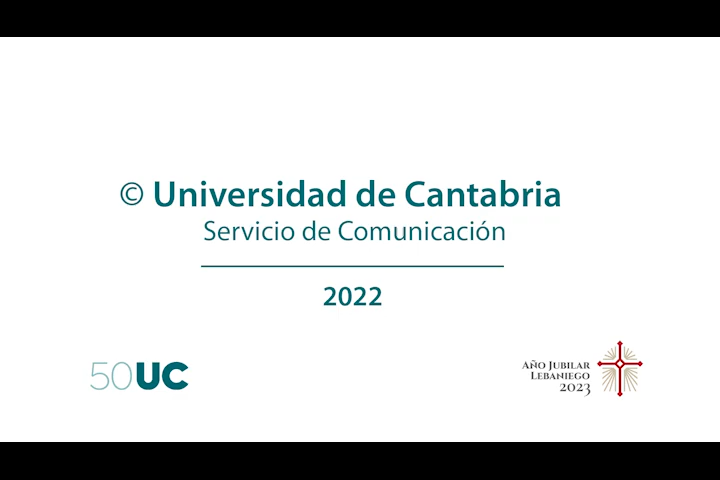 © Universidad de Cantabria
Servicio de Comunicación
2022
50UC
AÑO JUBILAR
LEBANIEGO
2023